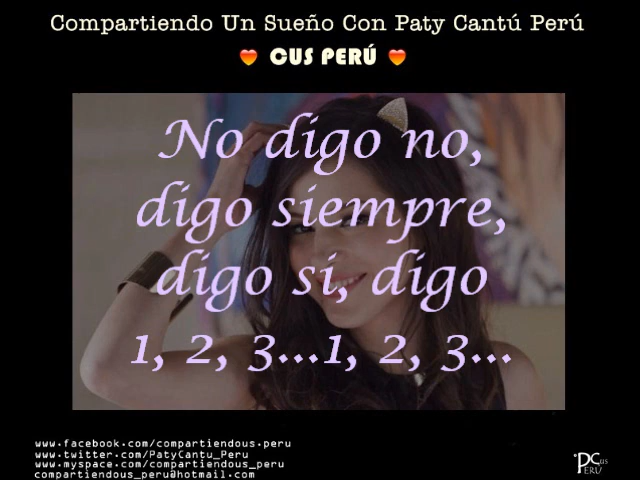 Compartiendo Un Sueño Con Paty Cantú Perú
CUS PERÚ
No digo no,
digo siempre,
digo si, digo
1, 2, 3...1, 2, 3...
www.facebook.com/compartiendous.peru
www.twitter.com/PatyCantu_Peru
www.myspace.com/compartiendous_peru
compartiendous_peru@hotmail.com
PCus
PERÚ